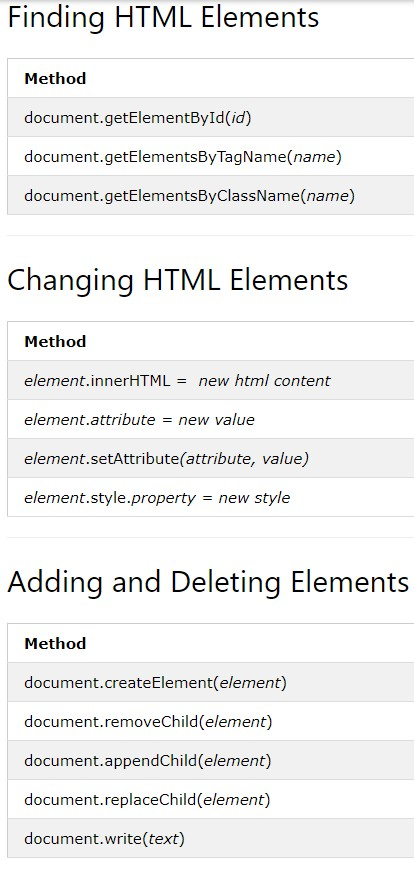 Finding HTML Elements
Method
document.getElementById(id)
document.getElementsByTagName(name)
document.getElementsByClassName(name)
Changing HTML Elements
Method
element.innerHTML =  new html content
element.attribute = new value
element.setAttribute(attribute, value)
element.style.property = new style
Adding and Deleting Elements
Method
document.createElement(element)
document.removeChild(element)
document.appendChild(element)
document.replaceChild(element)
document.write(text)